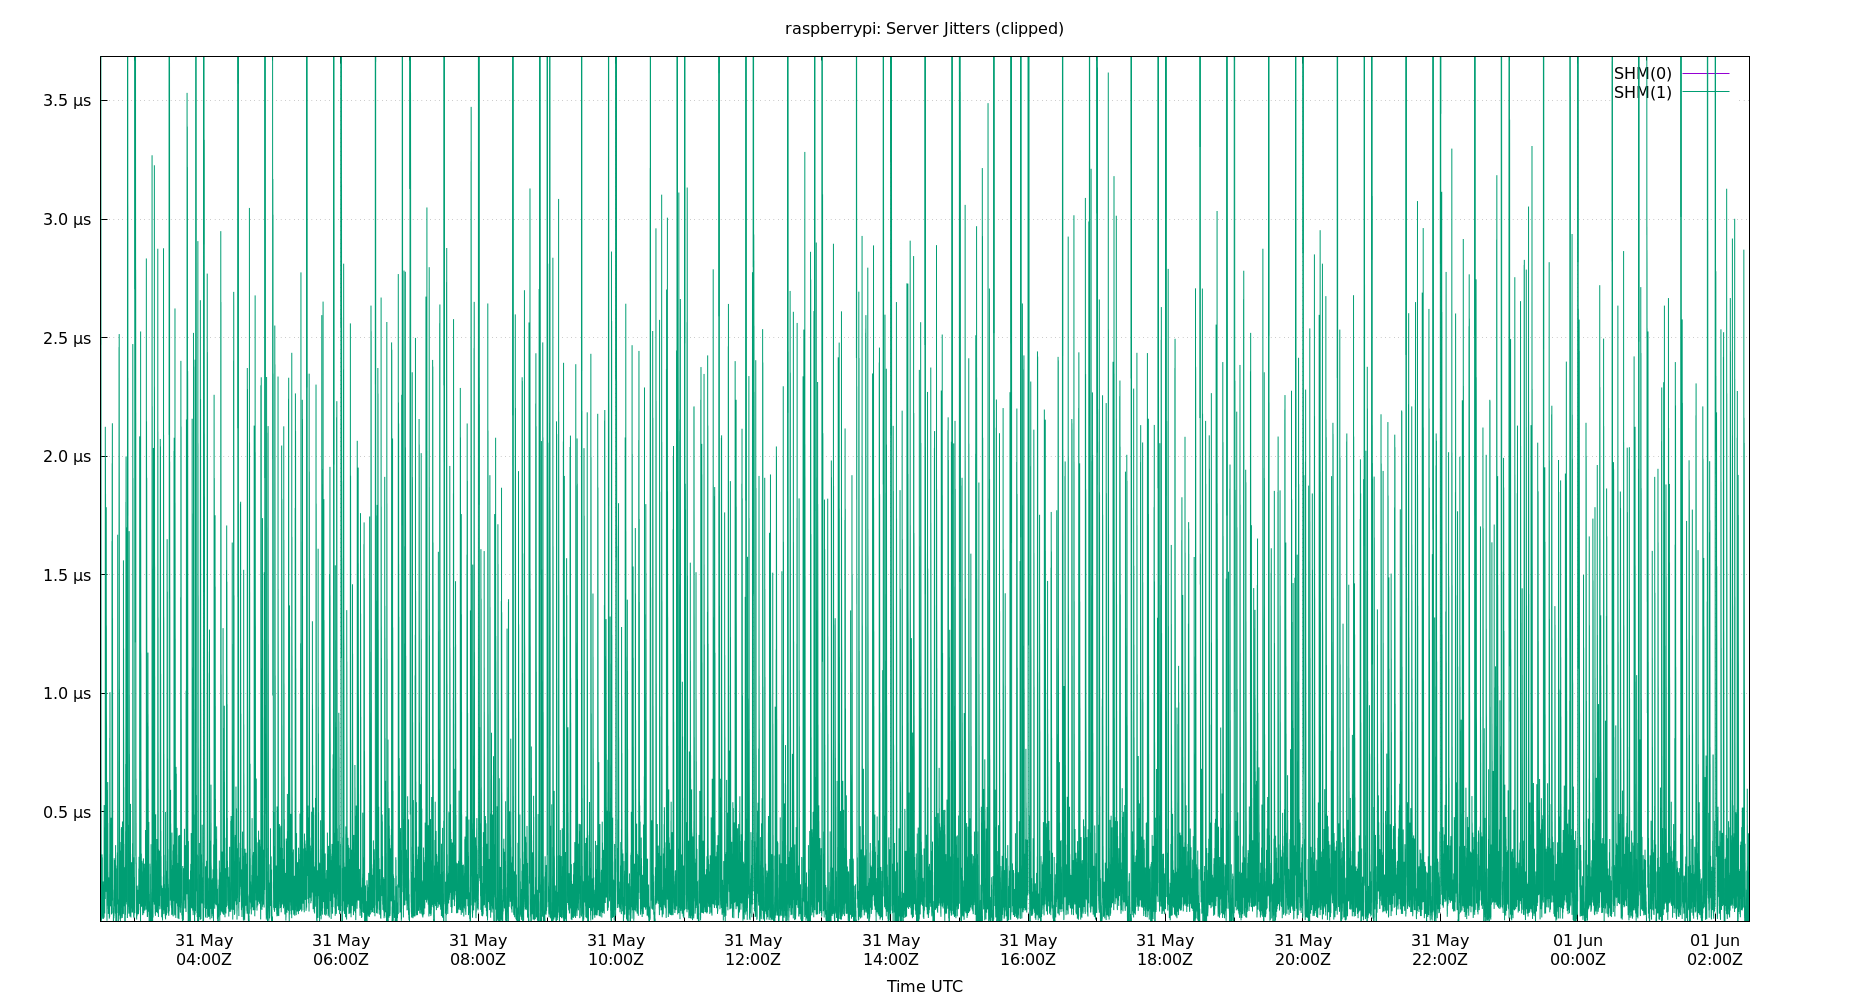 raspberrypi: Server Jitters (clipped)
SHM(0)
SHM(1)
3.5 µs
3.0 µs
2.5 µs
2.0 µs
1.5 µs
1.0 µs
0.5 µs
31 May 31 May 31 May 31 May 31 May 31 May 31 May 31 May 31 May 31 May 01 Jun 01 Jun
04:00Z 06:00Z 08:00Z 10:00Z 12:00Z 14:00Z 16:00Z 18:00Z 20:00Z 22:00Z 00:00Z 02:00Z
Time UTC